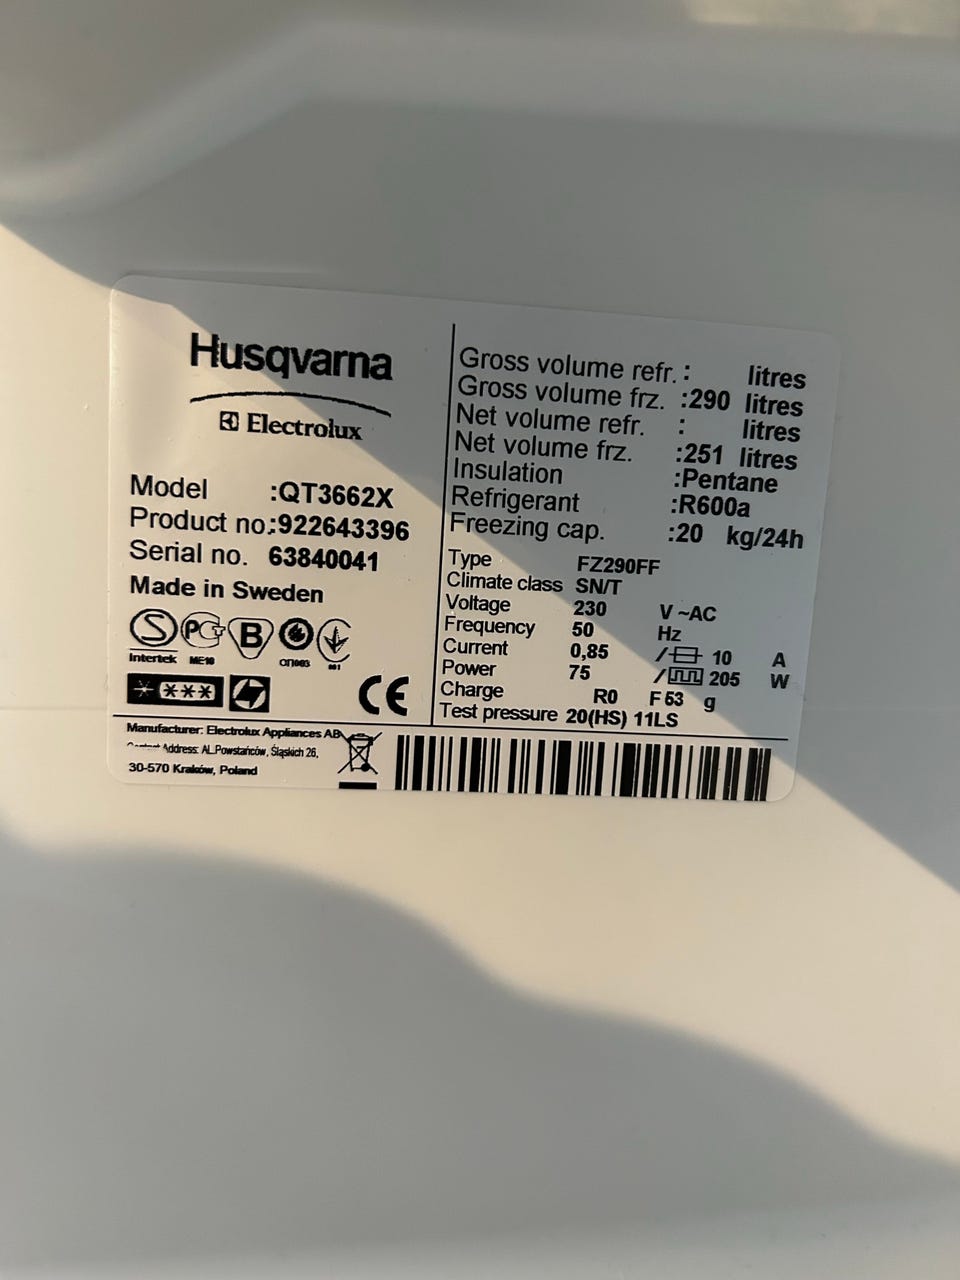 Husqvarna
Electrolux
Model :QT3662X
Product no.:922643396
Serial no. 63840041
Made in Sweden
S PG B
Intertek ME10 001
***
CE
Manufacturer: Electrolux Appliances AB
Address: AL.Powstańców, Śląskich 26,
30-570 Kraków, Poland
Gross volume refr. : litres
Gross volume frz. :290 litres
Net volume refr. : litres
Net volume frz. :251 litres
Insulation :Pentane
Refrigerant :R600a
Freezing cap. :20 kg/24h
Type FZ290FF
Climate class SN/T
Voltage 230 V ~AC
Frequency 50 Hz
Current 0,85 / 10 A
Power 75 / 205 W
Charge R0 F 53 g
Test pressure 20(HS) 11LS